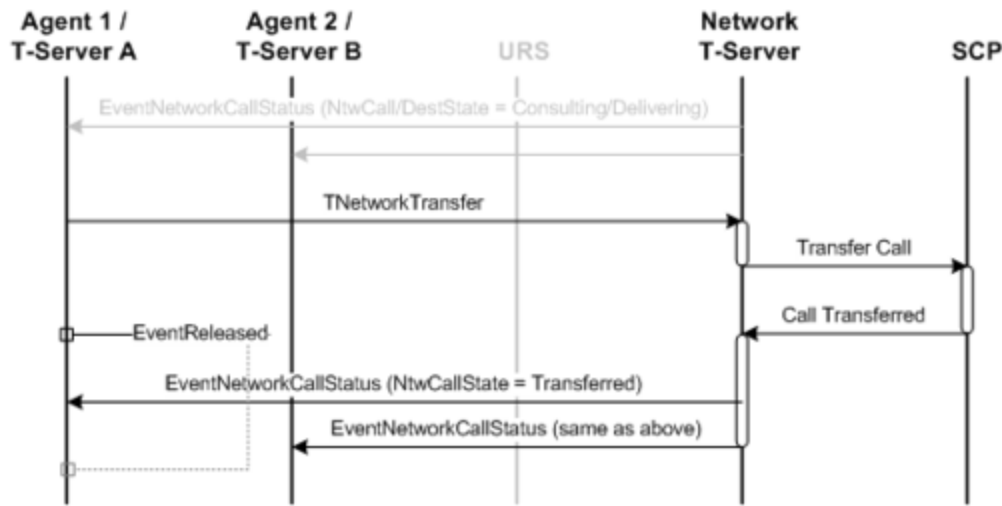 Agent 1 /
T-Server A
Agent 2 /
T-Server B
URS
Network
T-Server
SCP
EventNetworkCallStatus (NtwCall/DestState = Consulting/Delivering)
TNetworkTransfer
Transfer Call
Call Transferred
EventReleased
EventNetworkCallStatus (NtwCallState = Transferred)
EventNetworkCallStatus (same as above)